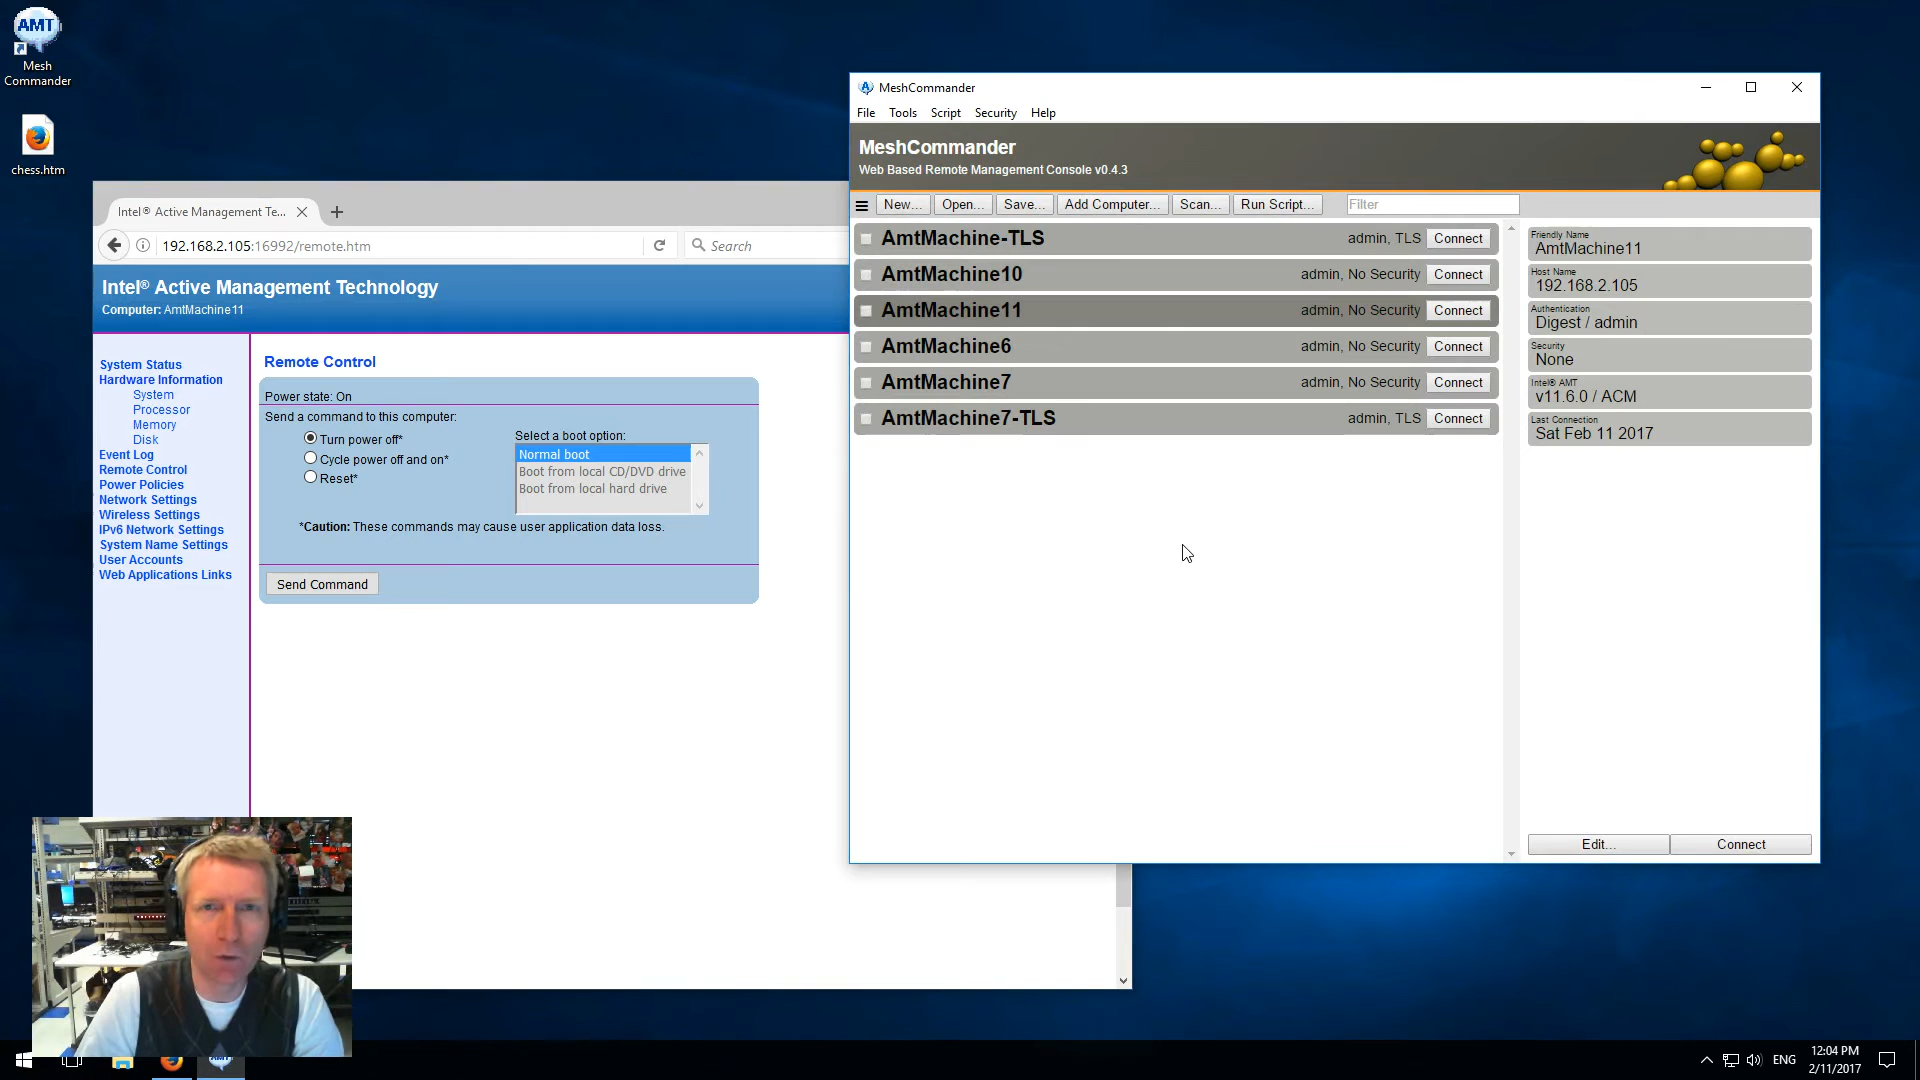 AMT
Mesh
Commander
chess.htm
Intel® Active Management Te...
192.168.2.105:16992/remote.htm
Search
Intel® Active Management Technology
Computer: AmtMachine11
System Status
Hardware Information
System
Processor
Memory
Disk
Event Log
Remote Control
Power Policies
Network Settings
Wireless Settings
IPv6 Network Settings
System Name Settings
User Accounts
Web Applications Links
Remote Control
Power state: On
Send a command to this computer:
Turn power off*
Cycle power off and on*
Reset*
Select a boot option:
Normal boot
Boot from local CD/DVD drive
Boot from local hard drive
*Caution: These commands may cause user application data loss.
Send Command
MeshCommander
File Tools Script Security Help
MeshCommander
Web Based Remote Management Console v0.4.3
New... Open... Save... Add Computer... Scan... Run Script... Filter
AmtMachine-TLS admin, TLS Connect
AmtMachine10 admin, No Security Connect
AmtMachine11 admin, No Security Connect
AmtMachine6 admin, No Security Connect
AmtMachine7 admin, No Security Connect
AmtMachine7-TLS admin, TLS Connect
Friendly Name
AmtMachine11
Host Name
192.168.2.105
Authentication
Digest / admin
Security
None
Intel® AMT
v11.6.0 / ACM
Last Connection
Sat Feb 11 2017
Edit... Connect
ENG
12:04 PM
2/11/2017